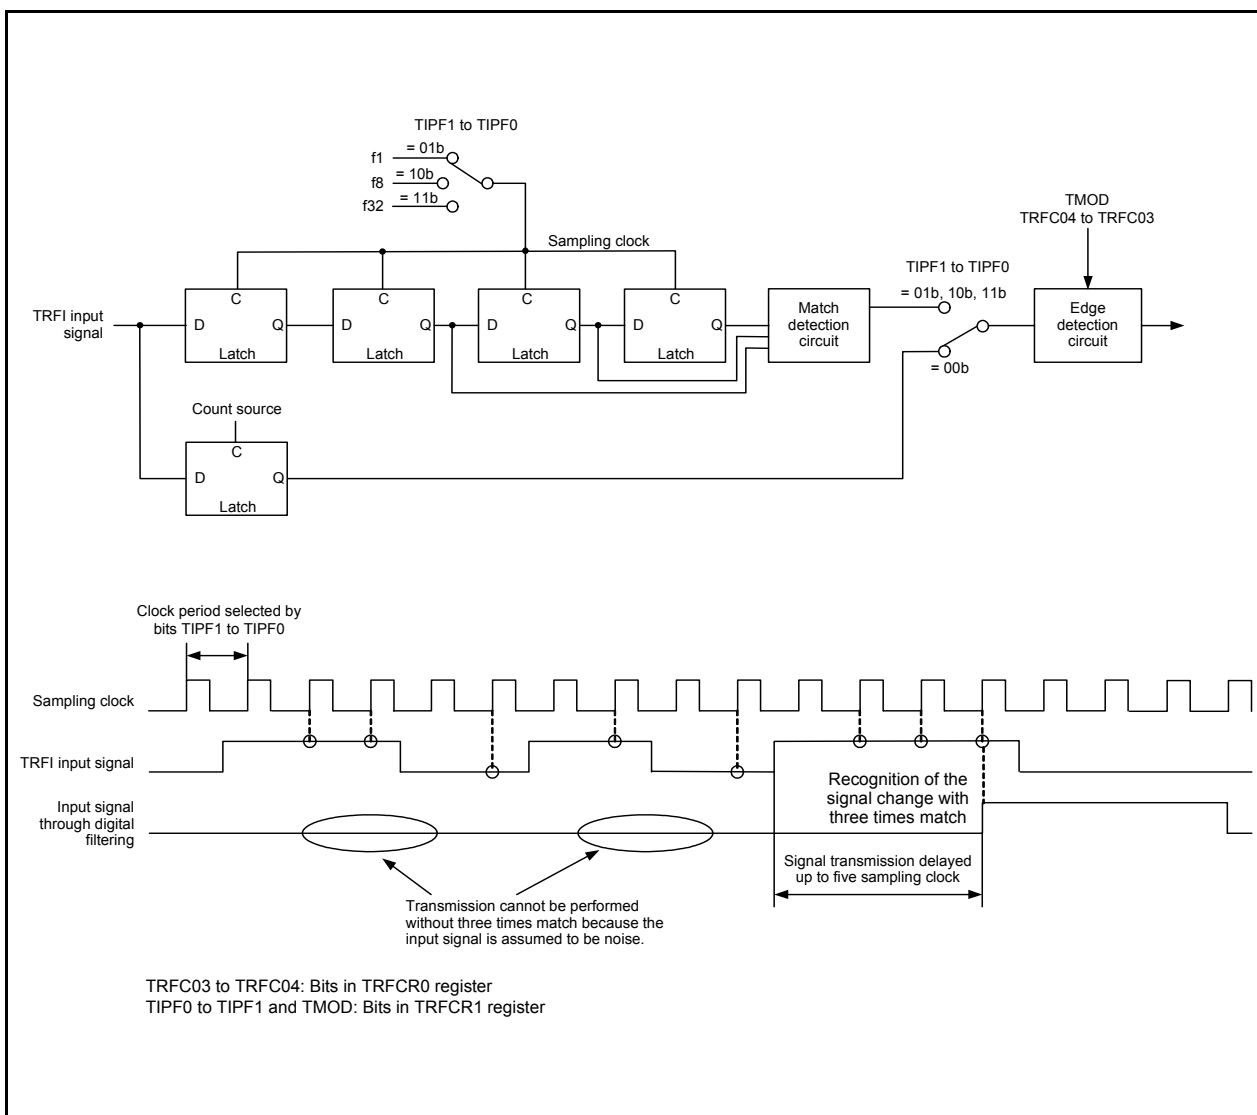 TIPF1 to TIPF0
f1
= 01b
f8
= 10b
f32
= 11b
TMOD
TRFC04 to TRFC03
Sampling clock
TIPF1 to TIPF0
= 01b, 10b, 11b
= 00b
TRFI input
signal
C
D
Q
Latch
C
D
Q
Latch
C
D
Q
Latch
C
D
Q
Latch
Match
detection
circuit
Edge
detection
circuit
Count source
C
D
Q
Latch
Clock period selected by
bits TIPF1 to TIPF0
Sampling clock
TRFI input signal
Input signal
through digital
filtering
Recognition of the
signal change with
three times match
Signal transmission delayed
up to five sampling clock
Transmission cannot be performed
without three times match because the
input signal is assumed to be noise.
TRFC03 to TRFC04: Bits in TRFCR0 register
TIPF0 to TIPF1 and TMOD: Bits in TRFCR1 register